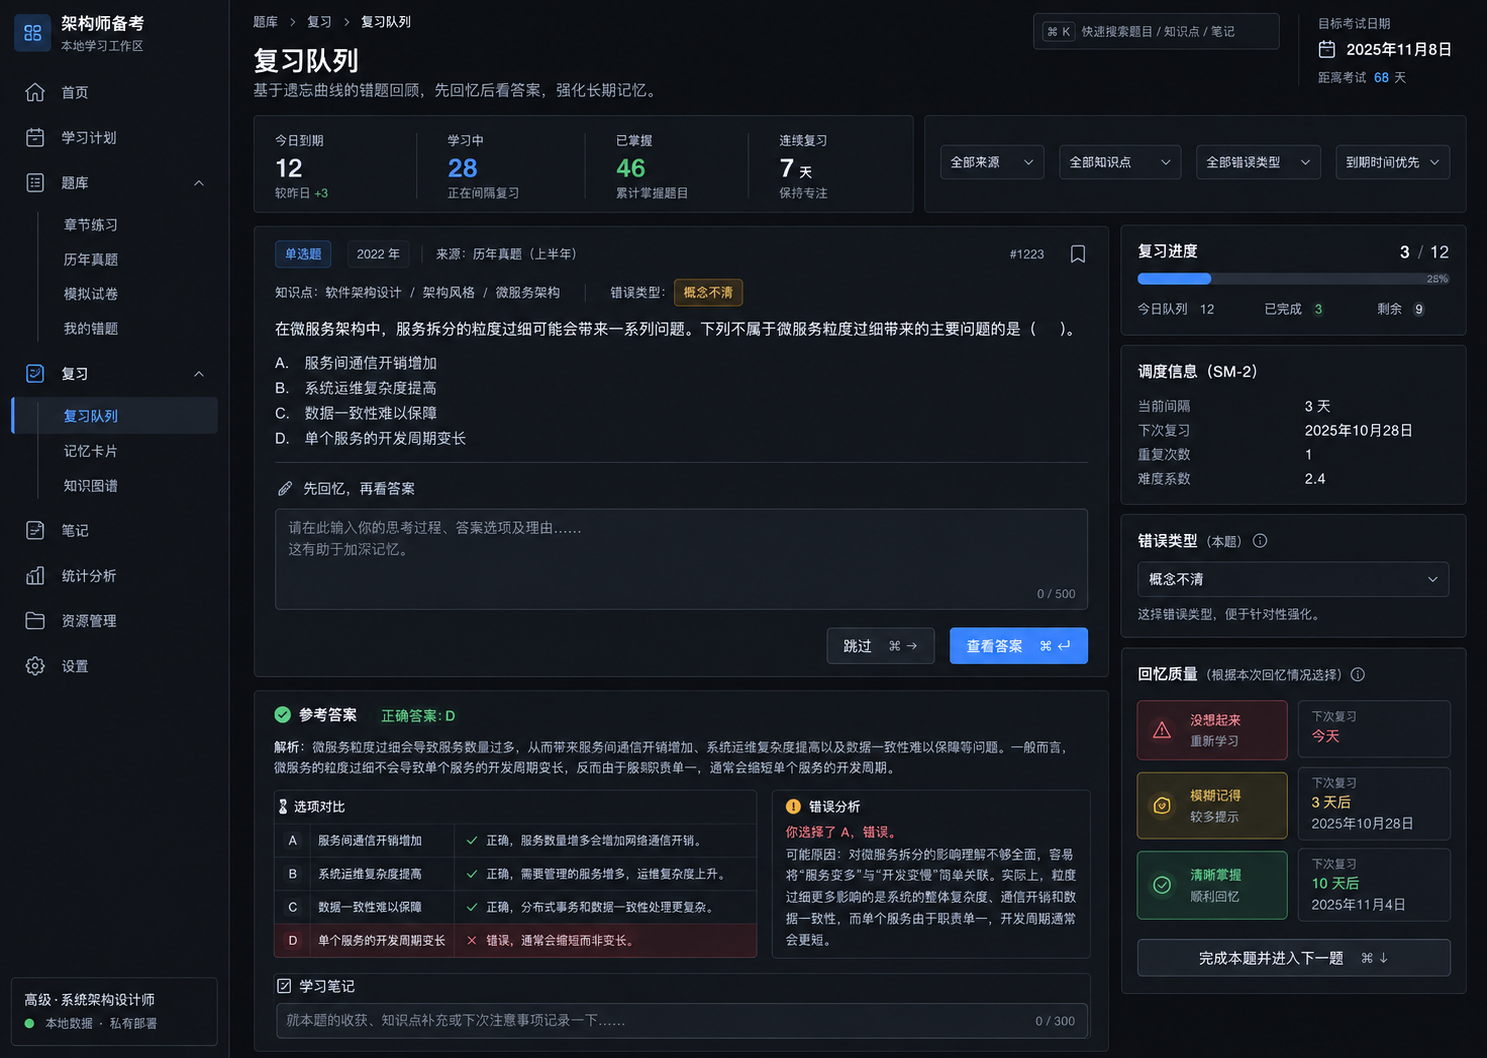 架构师备考
本地学习工作区
首页
学习计划
题库
章节练习
历年真题
模拟试卷
我的错题
复习
复习队列
记忆卡片
知识图谱
笔记
统计分析
资源管理
设置
高级·系统架构设计师
本地数据 · 私有部署
题库 > 复习 > 复习队列
复习队列
基于遗忘曲线的错题回顾，先回忆后看答案，强化长期记忆。
⌘ K 快速搜索题目 / 知识点 / 笔记
目标考试日期
2025年11月8日
距离考试 68 天
今日到期
12
较昨日 +3
学习中
28
正在间隔复习
已掌握
46
累计掌握题目
连续复习
7 天
保持专注
全部来源
全部知识点
全部错误类型
到期时间优先
单选题 2022 年 来源：历年真题（上半年） #1223
知识点：软件架构设计 / 架构风格 / 微服务架构 错误类型：概念不清
在微服务架构中，服务拆分的粒度过细可能会带来一系列问题。下列不属于微服务粒度过细带来的主要问题的是（ ）。
A. 服务间通信开销增加
B. 系统运维复杂度提高
C. 数据一致性难以保障
D. 单个服务的开发周期变长
先回忆，再看答案
请在此输入你的思考过程、答案选项及理由……
这有助于加深记忆。
0 / 500
跳过 ⌘ →
查看答案 ⌘ ↵
参考答案 正确答案: D
解析：微服务粒度过细会导致服务数量过多，从而带来服务间通信开销增加、系统运维复杂度提高以及数据一致性难以保障等问题。一般而言，
微服务的粒度过细不会导致单个服务的开发周期变长，反而由于服职责单一，通常会缩短单个服务的开发周期。
选项对比
A 服务间通信开销增加 ✓ 正确，服务数量增多会增加网络通信开销。
B 系统运维复杂度提高 ✓ 正确，需要管理的服务增多，运维复杂度上升。
C 数据一致性难以保障 ✓ 正确，分布式事务和数据一致性处理更复杂。
D 单个服务的开发周期变长 × 错误，通常会缩短而非变长。
错误分析
你选择了 A，错误。
可能原因：对微服务拆分的影响理解不够全面，容易
将“服务变多”与“开发变慢”简单关联。实际上，粒度
过细更多影响的是系统的整体复杂度、通信开销和数
据一致性，而单个服务由于职责单一，开发周期通常
会更短。
学习笔记
就本题的收获、知识点补充或下次注意事项记录一下……
0 / 300
复习进度 3 / 12
25%
今日队列 12 已完成 3 剩余 9
调度信息（SM-2）
当前间隔 3 天
下次复习 2025年10月28日
重复次数 1
难度系数 2.4
错误类型（本题）
概念不清
这择错误类型，便于针对性强化。
回忆质量（根据本次回忆情况选择）
没想起来
重新学习
下次复习
今天
模糊记得
较多提示
下次复习
3 天后
2025年10月28日
清晰掌握
顺利回忆
下次复习
10 天后
2025年11月4日
完成本题并进入下一题 ⌘ ↓